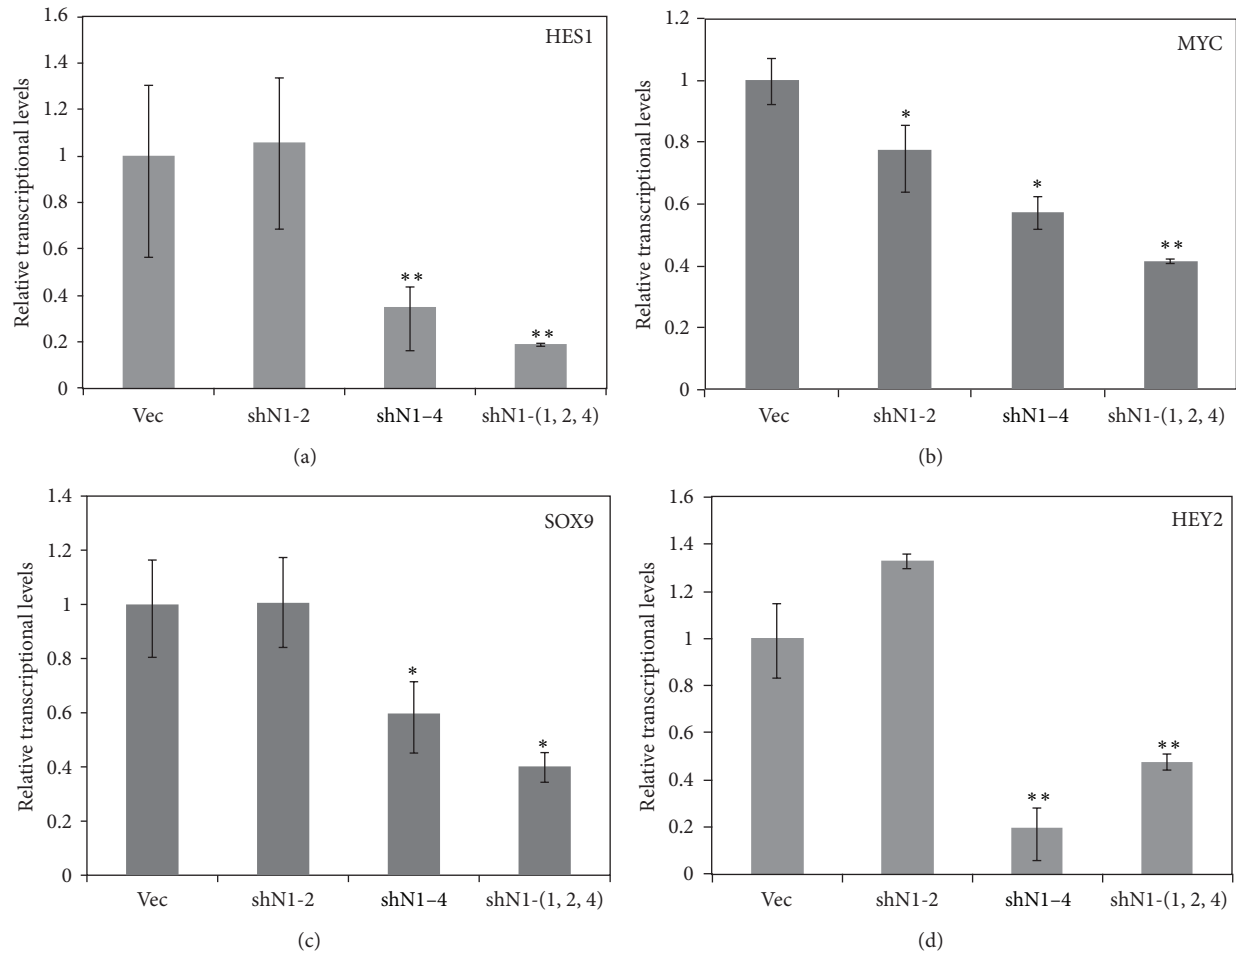 1.6
1.4
1.2
1
0.8
0.6
0.4
0.2
0
Relative transcriptional levels
HES1
**
**
Vec shN1-2 shN1–4 shN1-(1, 2, 4)
(a)
1.2
1
0.8
0.6
0.4
0.2
0
Relative transcriptional levels
MYC
*
*
**
Vec shN1-2 shN1–4 shN1-(1, 2, 4)
(b)
1.4
1.2
1
0.8
0.6
0.4
0.2
0
Relative transcriptional levels
SOX9
*
*
Vec shN1-2 shN1–4 shN1-(1, 2, 4)
(c)
1.6
1.4
1.2
1
0.8
0.6
0.4
0.2
0
Relative transcriptional levels
HEY2
**
**
Vec shN1-2 shN1–4 shN1-(1, 2, 4)
(d)